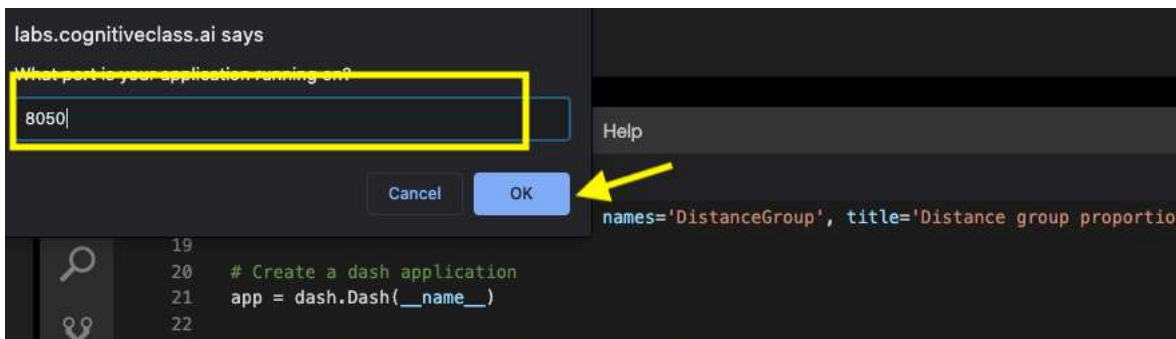 labs.cognitiveclass.ai says
What port is your application running on?
8050
Help
Cancel OK
names='DistanceGroup', title='Distance group proportio
19
20 # Create a dash application
21 app = dash.Dash(__name__)
22